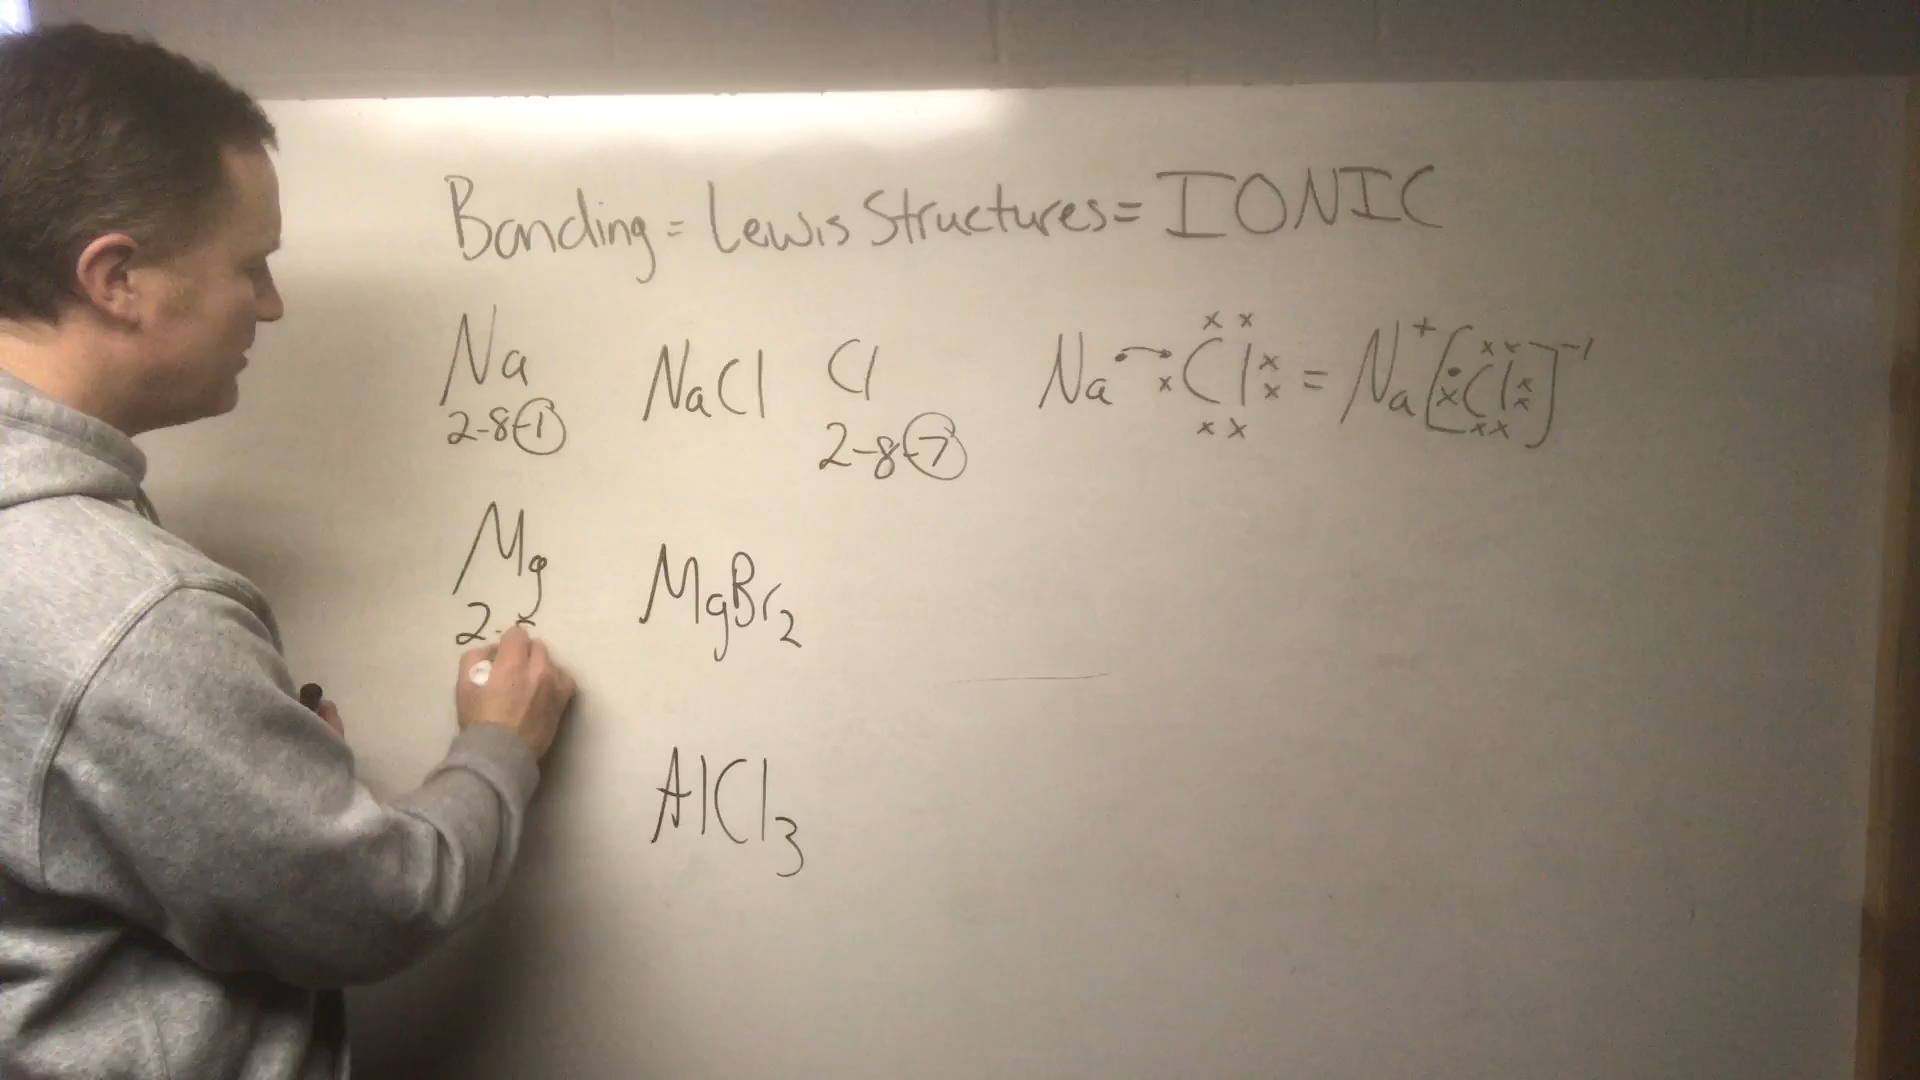 Bonding = Lewis Structures = IONIC
Na NaCl Cl Na •→ Cl = Na⁺ [Cl]⁻¹
2-8-1 2-8-7
Mg MgBr₂
2-
AlCl₃